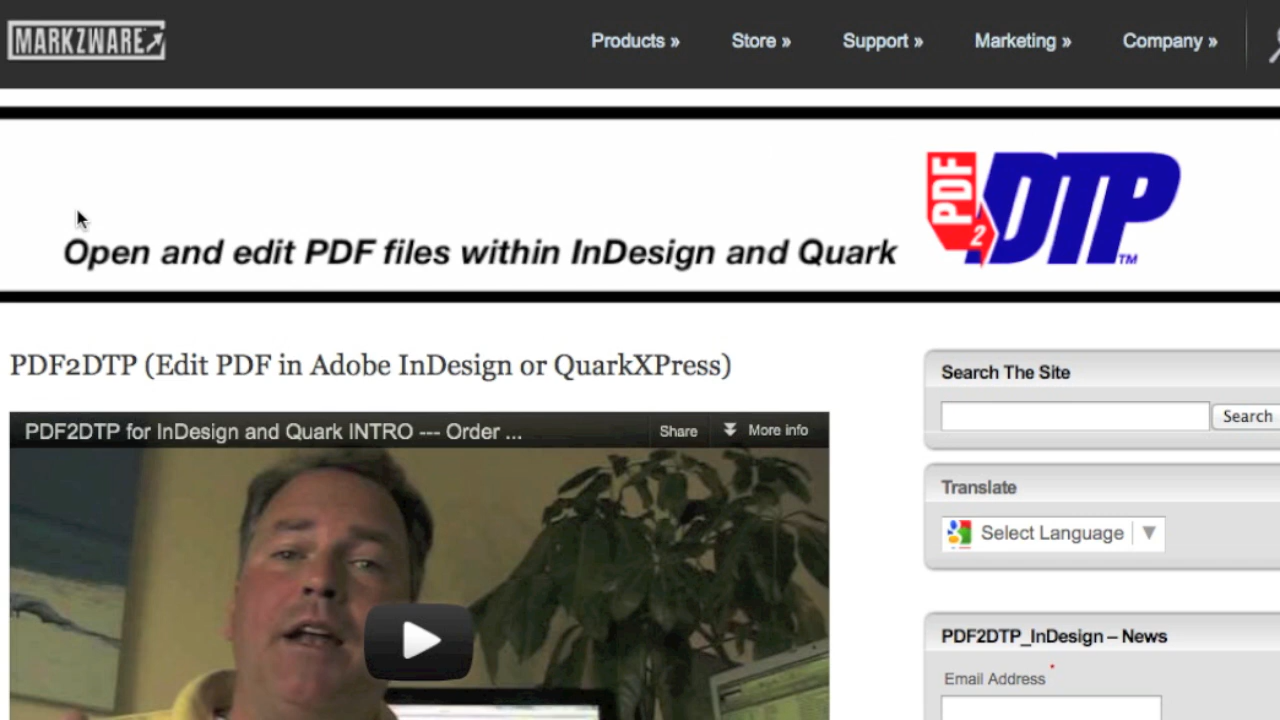 MARKZWARE
Products »
Store »
Support »
Marketing »
Company »
Open and edit PDF files within InDesign and Quark
PDF
2
DTP
TM
PDF2DTP (Edit PDF in Adobe InDesign or QuarkXPress)
PDF2DTP for InDesign and Quark INTRO --- Order ...
Share
More info
Search The Site
Search
Translate
Select Language
PDF2DTP_InDesign – News
Email Address *